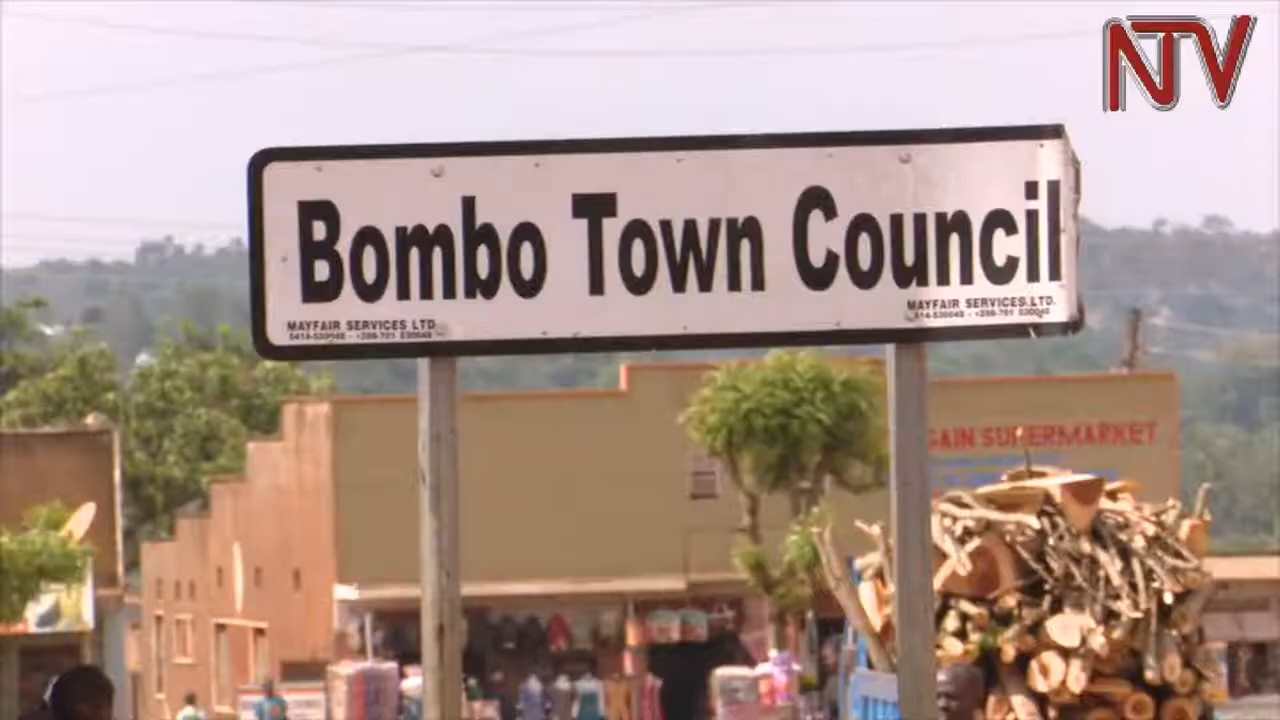 NTV
Bombo Town Council
MAYFAIR SERVICES LTD
MAYFAIR SERVICES LTD.
GAIN SUPERMARKET